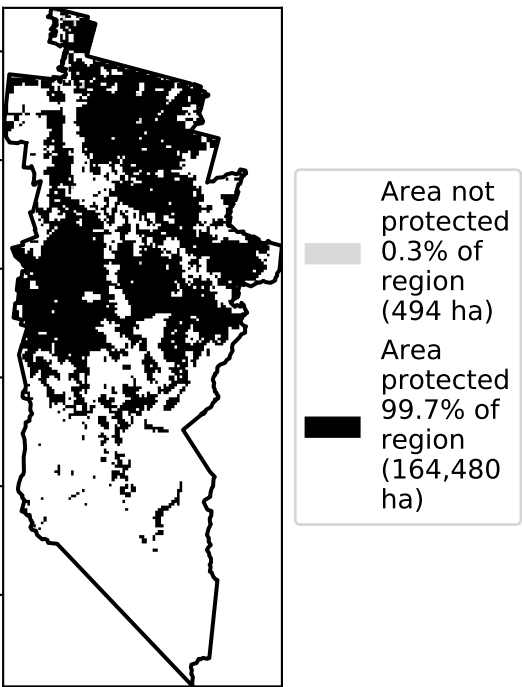 Area not
protected
0.3% of
region
(494 ha)
Area
protected
99.7% of
region
(164,480
ha)